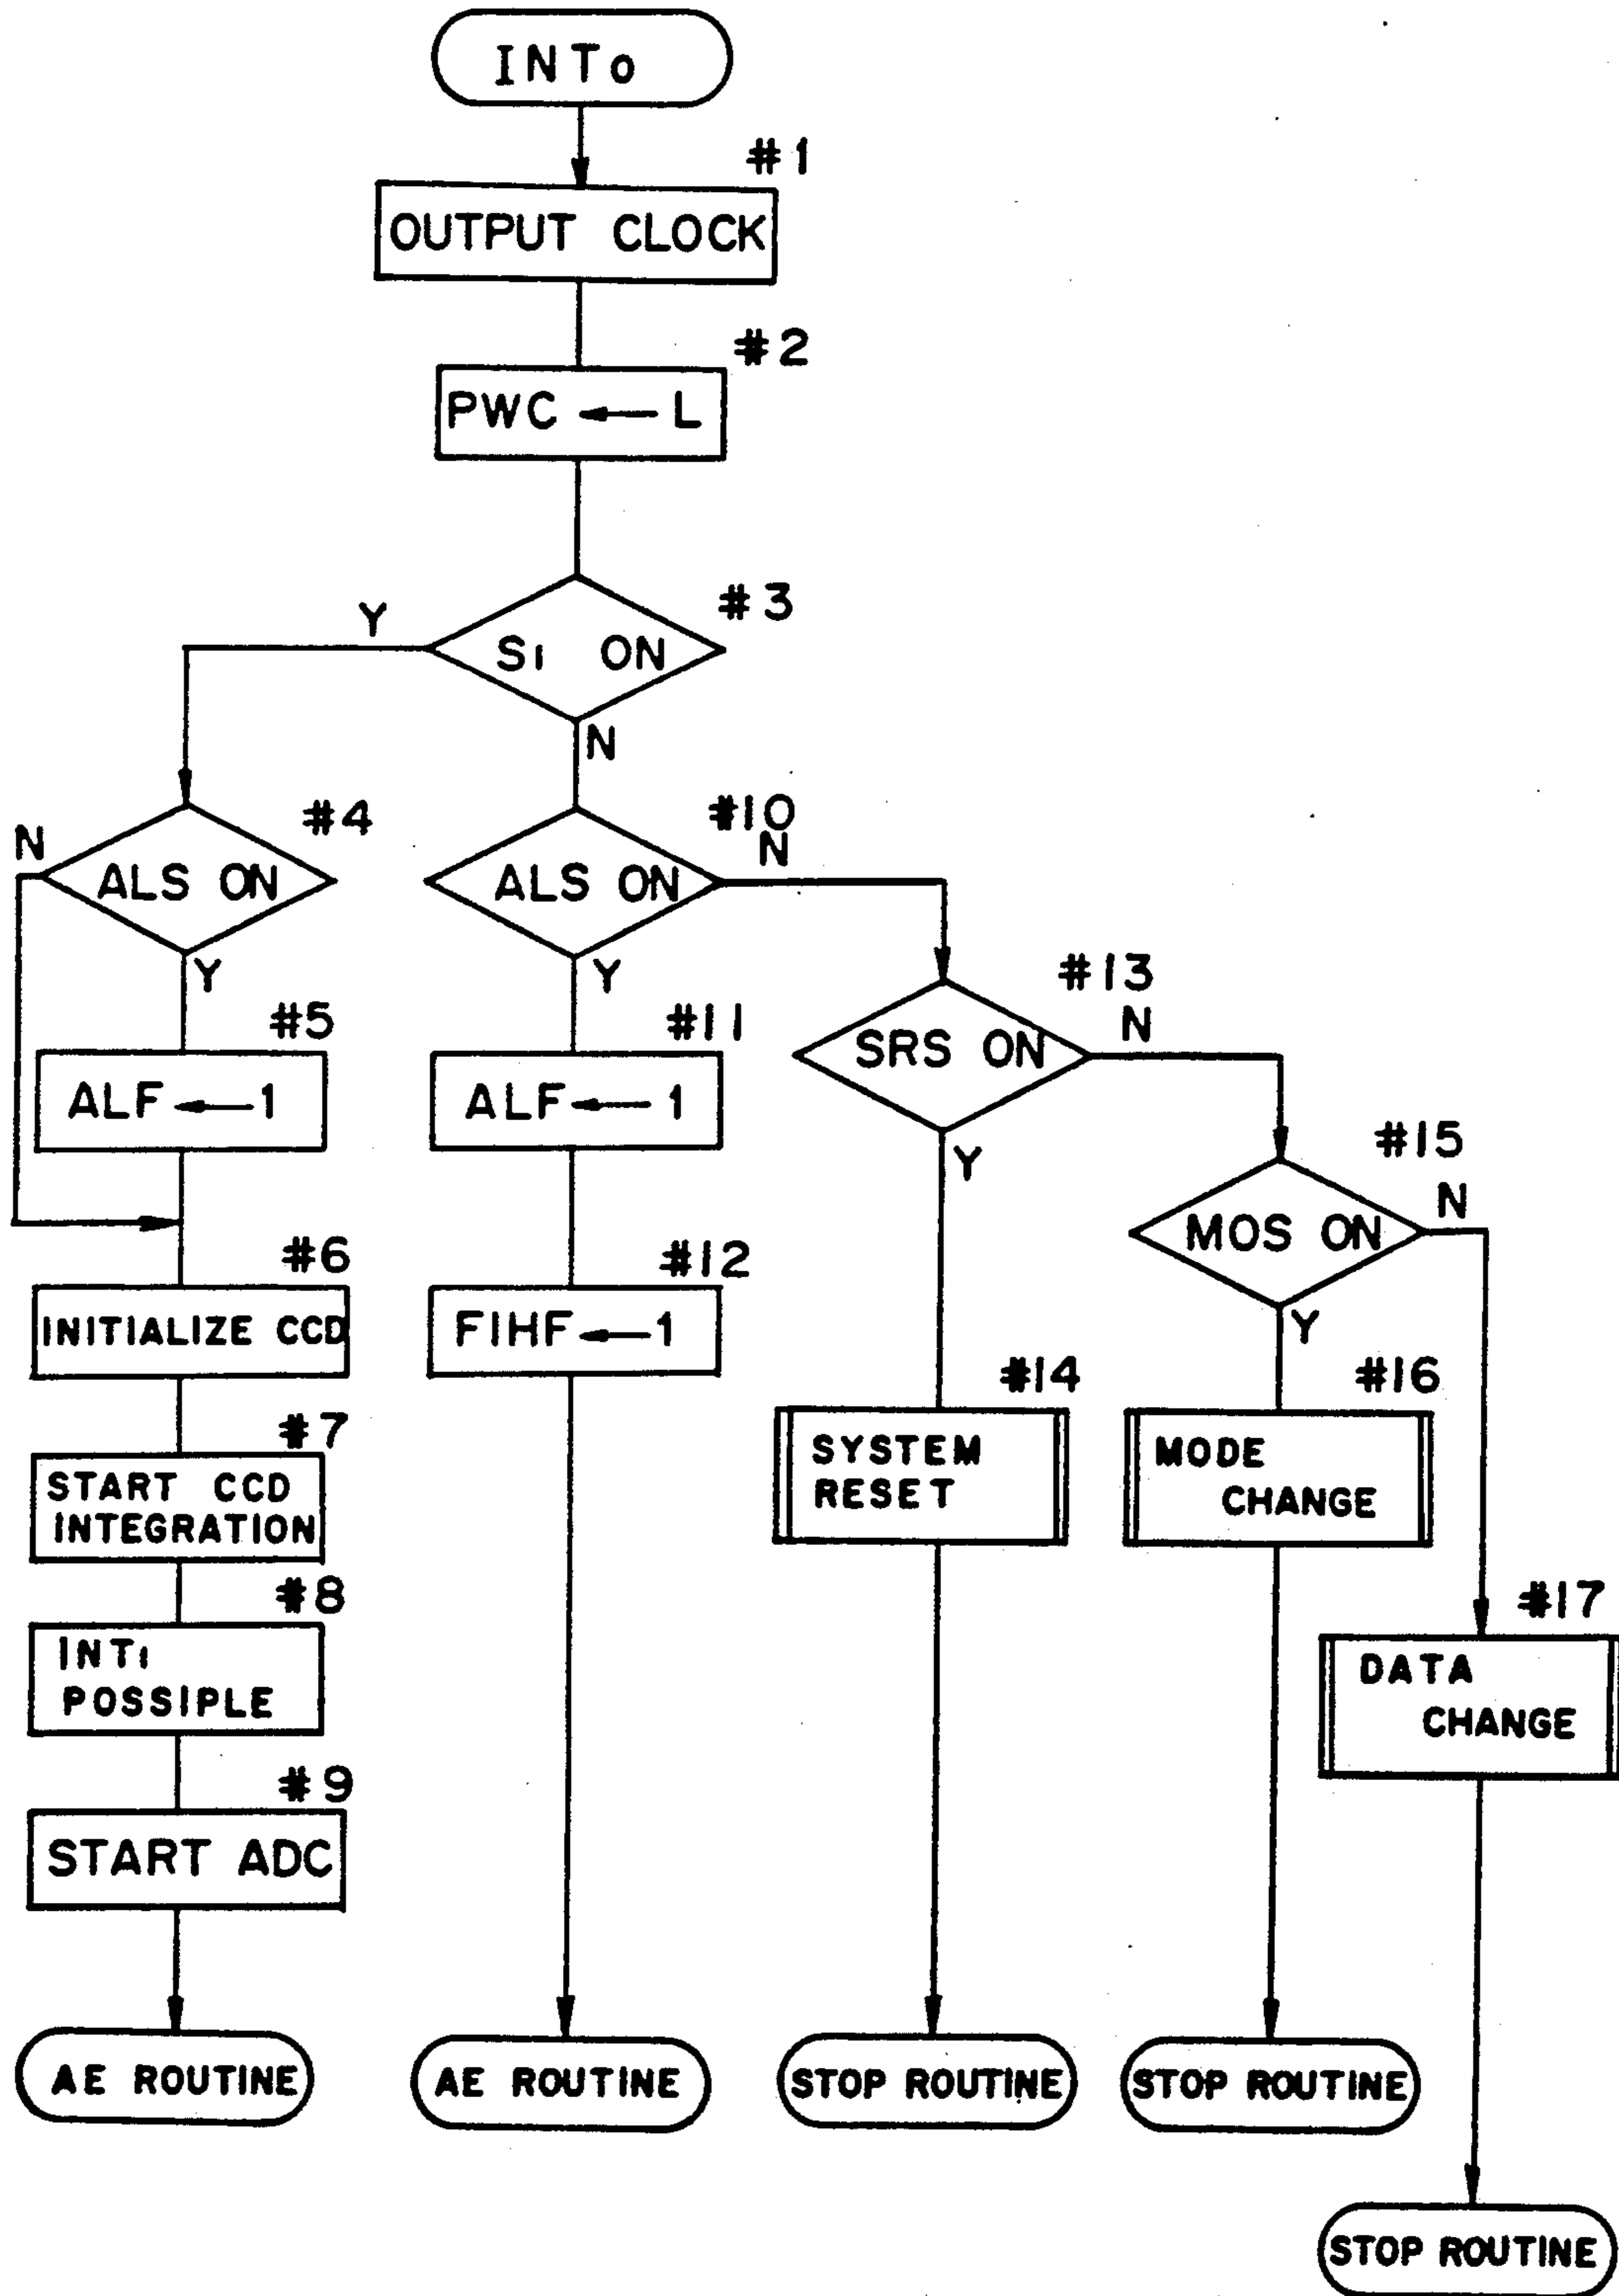 INT0
#1
OUTPUT CLOCK
#2
PWC ← L
#3
Y
S1 ON
N
#4
N
ALS ON
Y
#10
N
ALS ON
Y
#5
ALF ← 1
#11
ALF ← 1
#13
N
SRS ON
Y
#15
N
MOS ON
Y
#6
INITIALIZE CCD
#12
FIHF ← 1
#7
START CCD
INTEGRATION
#14
SYSTEM
RESET
#16
MODE
CHANGE
#8
INT1
POSSIPLE
#17
DATA
CHANGE
#9
START ADC
AE ROUTINE
AE ROUTINE
STOP ROUTINE
STOP ROUTINE
STOP ROUTINE